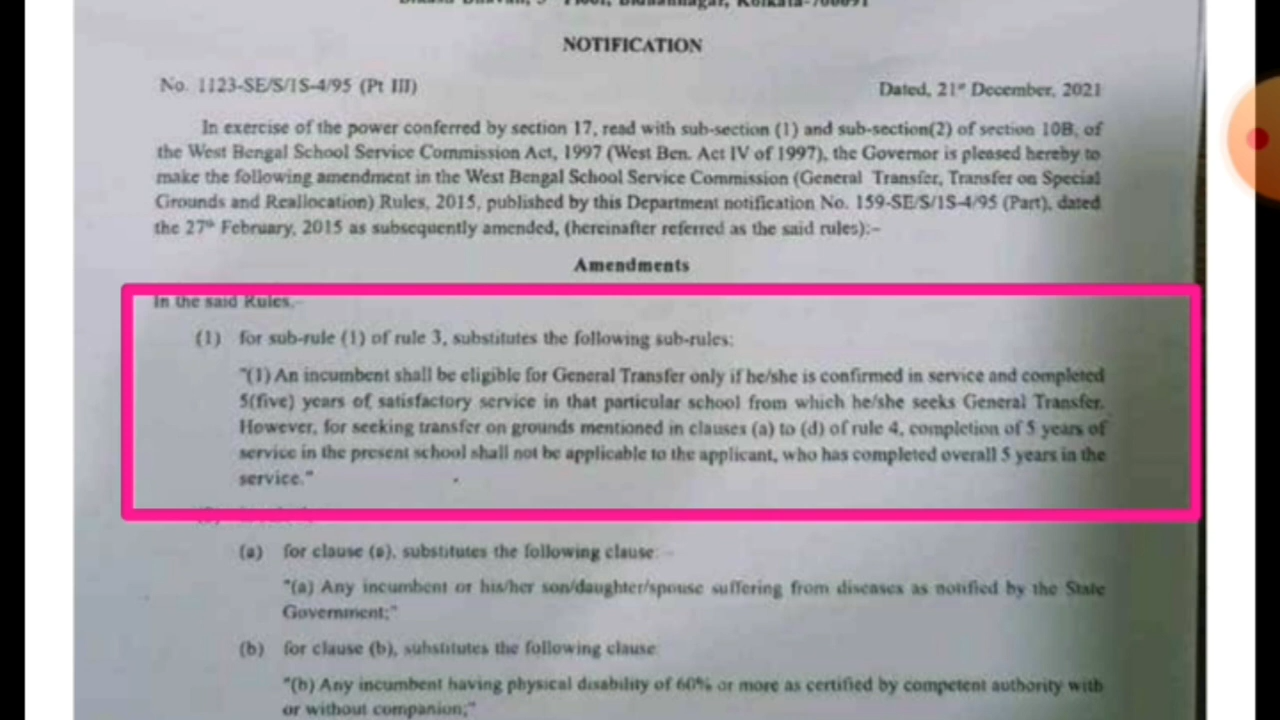 Bikash Bhavan, 5th Floor, Bidhannagar, Kolkata-700091
NOTIFICATION
No. 1123-SE/S/1S-4/95 (Pt III)
Dated, 21st December, 2021
In exercise of the power conferred by section 17, read with sub-section (1) and sub-section(2) of section 10B, of
the West Bengal School Service Commission Act, 1997 (West Ben. Act IV of 1997), the Governor is pleased hereby to
make the following amendment in the West Bengal School Service Commission (General Transfer, Transfer on Special
Grounds and Reallocation) Rules, 2015, published by this Department notification No. 159-SE/S/1S-4/95 (Part), dated
the 27th February, 2015 as subsequently amended, (hereinafter referred as the said rules):-
Amendments
In the said Rules,-
(1) for sub-rule (1) of rule 3, substitutes the following sub-rules:
"(1) An incumbent shall be eligible for General Transfer only if he/she is confirmed in service and completed
5(five) years of satisfactory service in that particular school from which he/she seeks General Transfer.
However, for seeking transfer on grounds mentioned in clauses (a) to (d) of rule 4, completion of 5 years of
service in the present school shall not be applicable to the applicant, who has completed overall 5 years in the
service."
(a) for clause (a), substitutes the following clause:-
"(a) Any incumbent or his/her son/daughter/spouse suffering from diseases as notified by the State
Government;"
(b) for clause (b), substitutes the following clause:
"(b) Any incumbent having physical disability of 60% or more as certified by competent authority with
or without companion;"